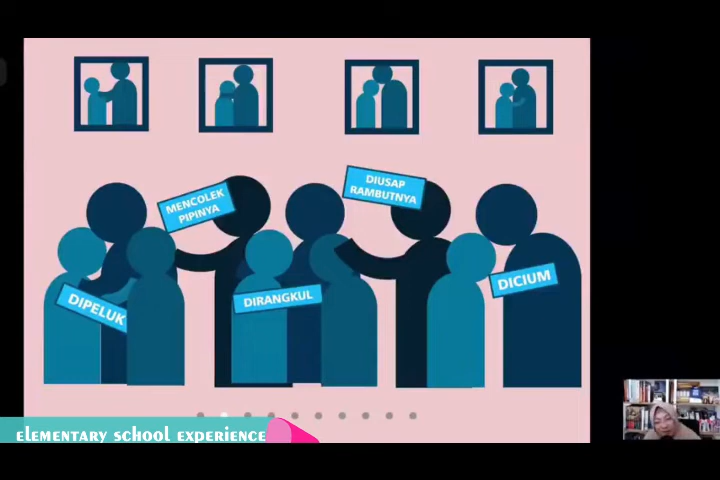 MENCOLEK
PIPINYA
DIUSAP
RAMBUTNYA
DIPELUK
DIRANGKUL
DICIUM
elementary school experience